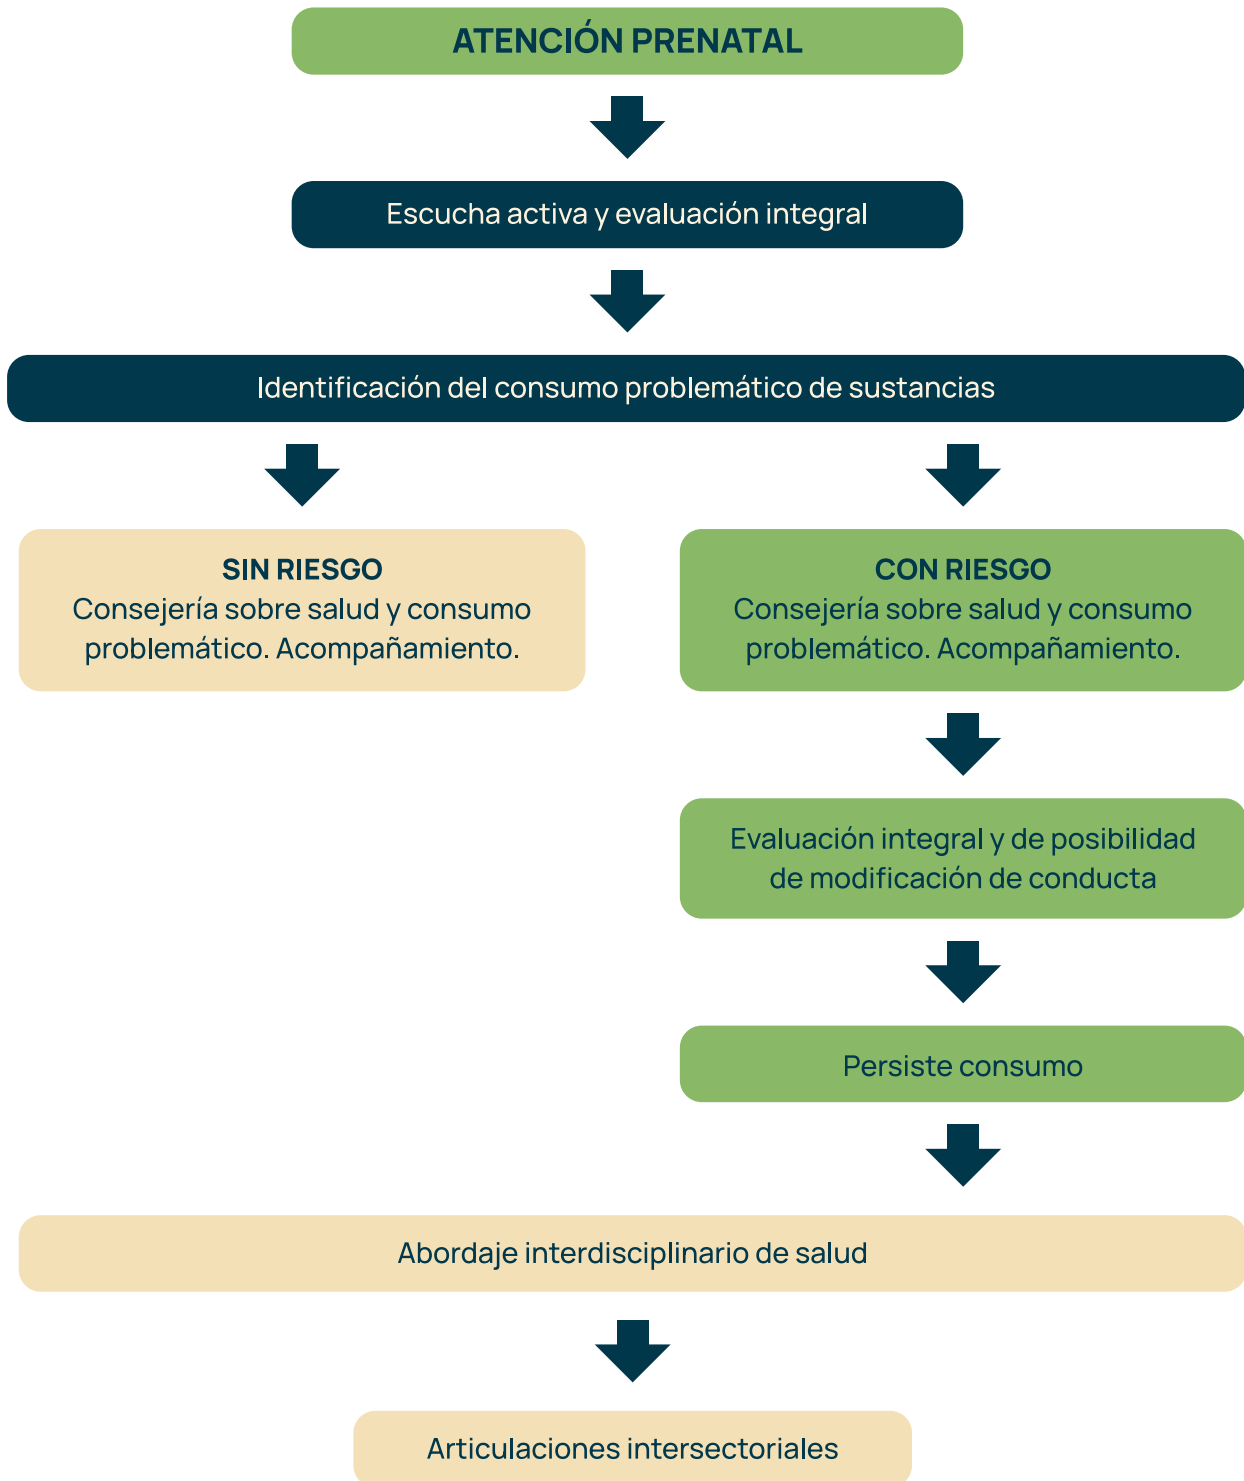 ATENCIÓN PRENATAL
Escucha activa y evaluación integral
Identificación del consumo problemático de sustancias
SIN RIESGO
Consejería sobre salud y consumo
problemático. Acompañamiento.
CON RIESGO
Consejería sobre salud y consumo
problemático. Acompañamiento.
Evaluación integral y de posibilidad
de modificación de conducta
Persiste consumo
Abordaje interdisciplinario de salud
Articulaciones intersectoriales